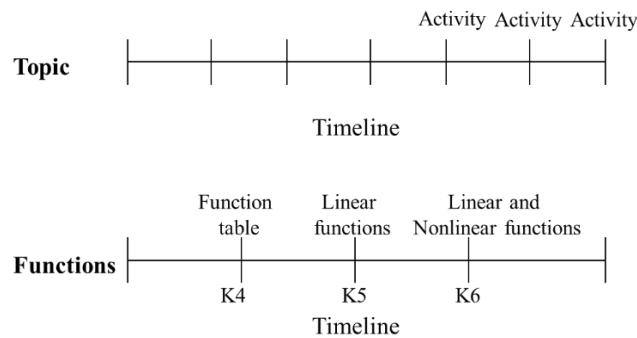 Activity Activity Activity
Topic
Timeline
Function Linear Linear and
table functions Nonlinear functions
Functions
K4 K5 K6
Timeline